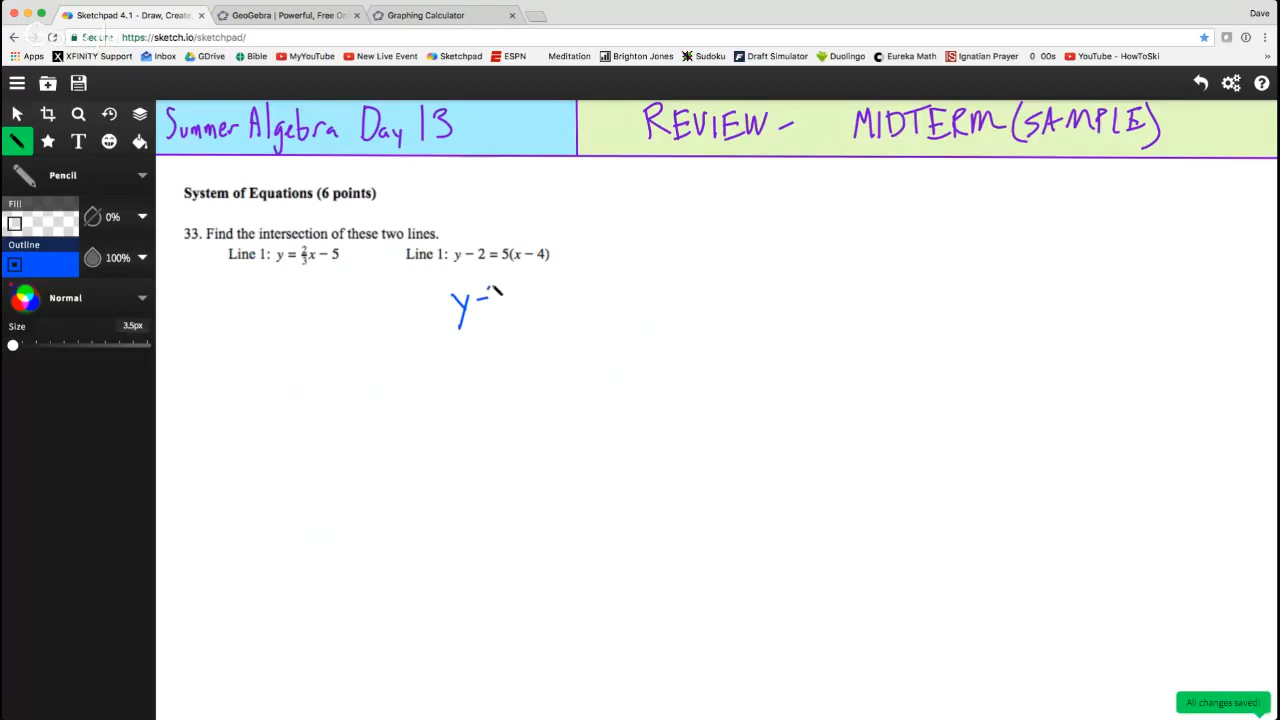 Sketchpad 4.1 - Draw, Create,
GeoGebra | Powerful, Free On
Graphing Calculator
Dave
Secure https://sketch.io/sketchpad/
Apps XFINITY Support Inbox GDrive Bible MyYouTube New Live Event Sketchpad ESPN Meditation Brighton Jones Sudoku Draft Simulator Duolingo Eureka Math Ignatian Prayer 0 00s YouTube - HowToSki »
Summer Algebra Day 13
REVIEW - MIDTERM (SAMPLE)
Pencil
Fill
0%
Outline
100%
Normal
Size 3.5px
System of Equations (6 points)
33. Find the intersection of these two lines.
Line 1: y = 2/3x − 5 Line 1: y − 2 = 5(x − 4)
y -
All changes saved!